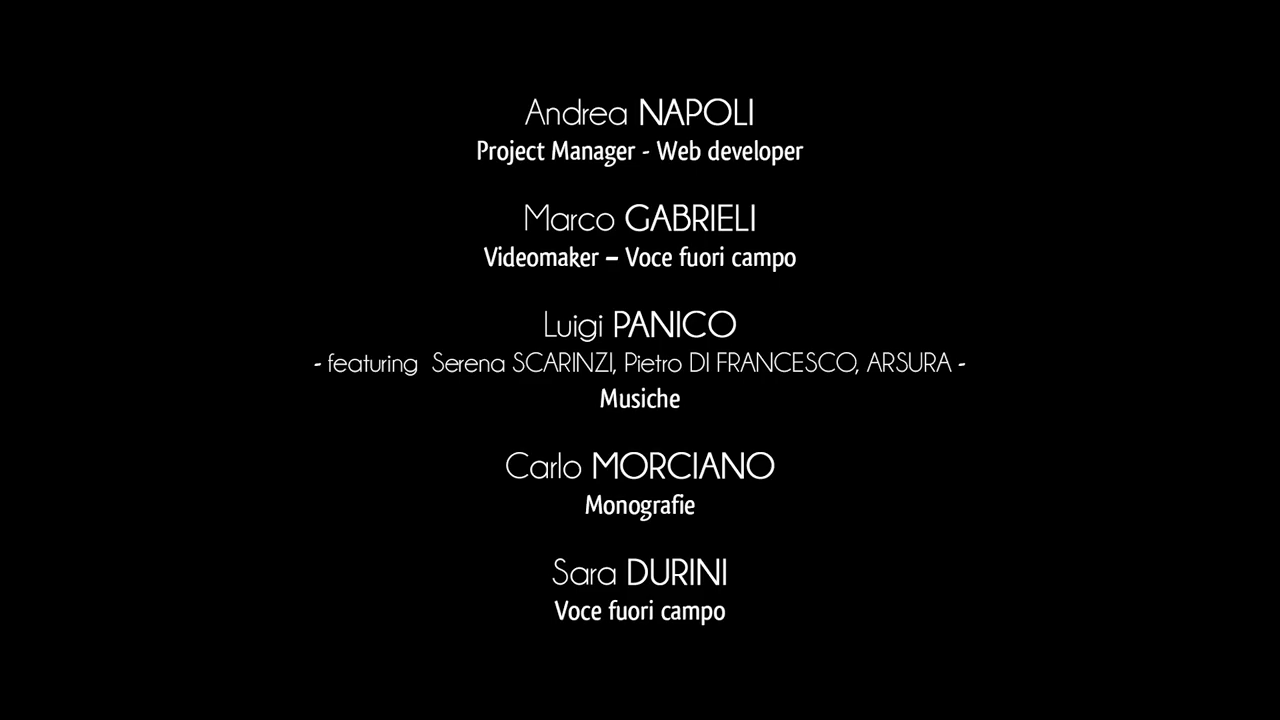 Andrea NAPOLI
Project Manager - Web developer
Marco GABRIELI
Videomaker – Voce fuori campo
Luigi PANICO
- featuring  Serena SCARINZI, Pietro DI FRANCESCO, ARSURA -
Musiche
Carlo MORCIANO
Monografie
Sara DURINI
Voce fuori campo